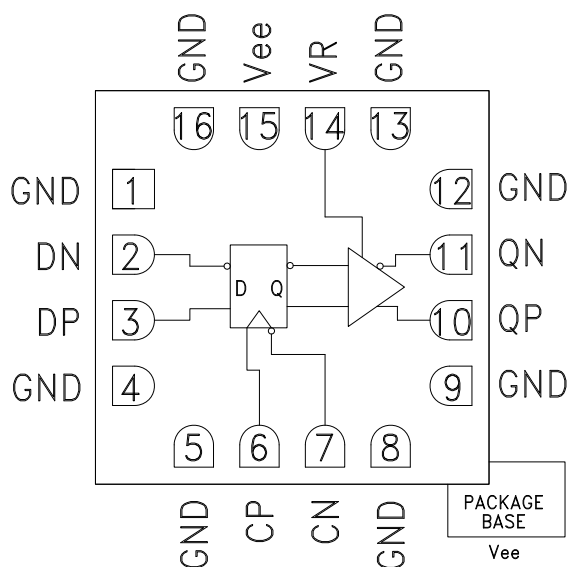 GND Vee VR GND
16 15 14 13
GND 1 12 GND
DN 2 11 QN
D Q
DP 3 10 QP
GND 4 9 GND
5 6 7 8
GND CP CN GND
PACKAGE
BASE
Vee